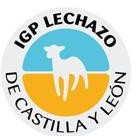 IGP LECHAZO
DE CASTILLA Y LEÓN